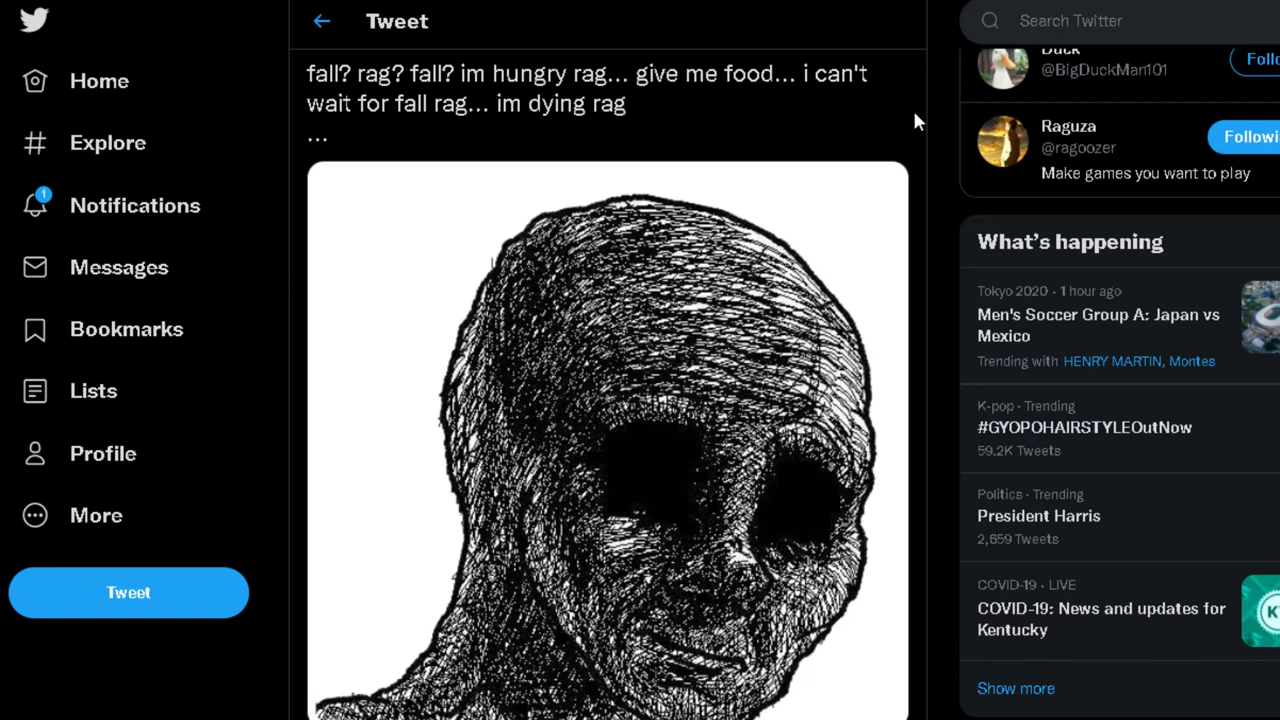 Tweet
Search Twitter
Home
Explore
1
Notifications
Messages
Bookmarks
Lists
Profile
More
Tweet
fall? rag? fall? im hungry rag... give me food... i can't
wait for fall rag... im dying rag
...
Duck
@BigDuckMan101
Follo
Raguza
@ragoozer
Followi
Make games you want to play
What's happening
Tokyo 2020 · 1 hour ago
Men's Soccer Group A: Japan vs
Mexico
Trending with HENRY MARTIN, Montes
K-pop · Trending
#GYOPOHAIRSTYLEOutNow
59.2K Tweets
Politics · Trending
President Harris
2,659 Tweets
COVID-19 · LIVE
COVID-19: News and updates for
Kentucky
Show more